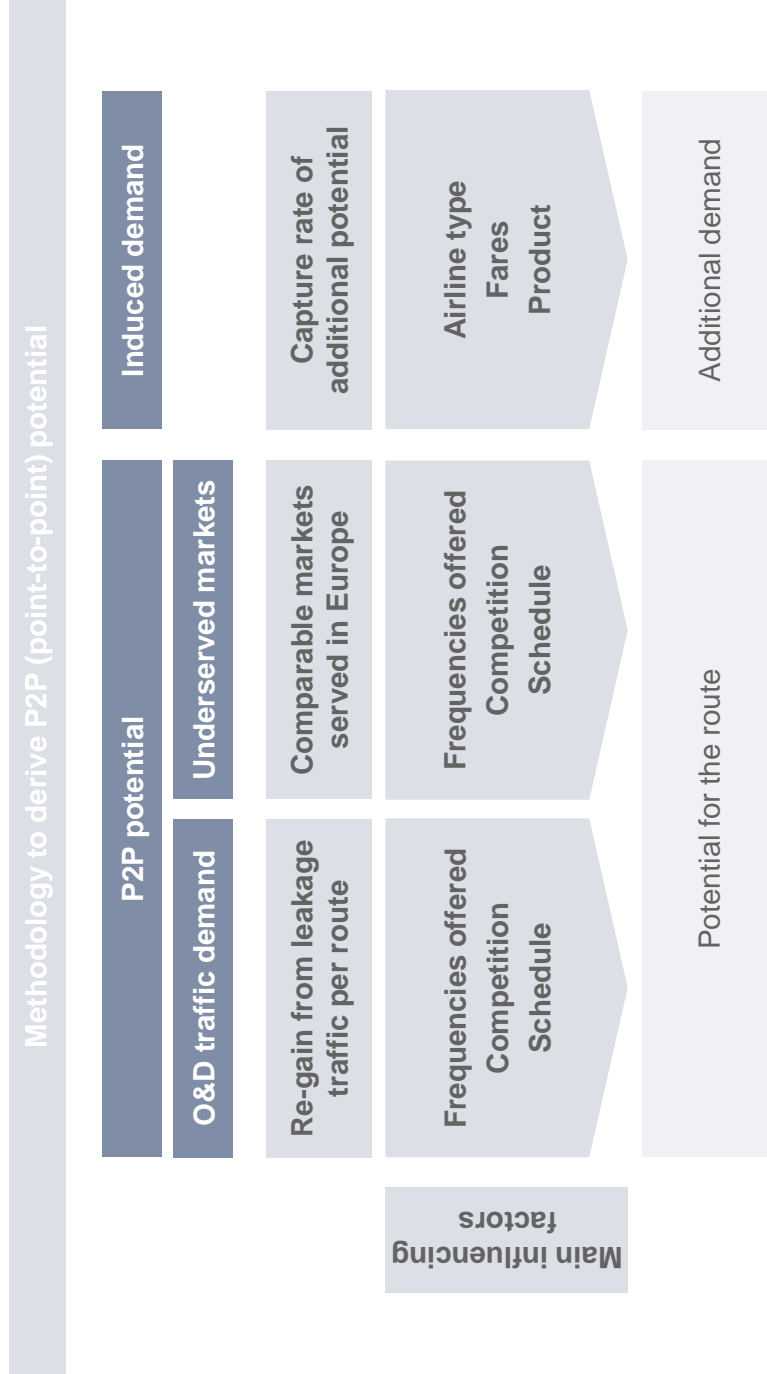 Methodology to derive P2P (point-to-point) potential
P2P potential
Induced demand
O&D traffic demand
Underserved markets
Re-gain from leakage
traffic per route
Comparable markets
served in Europe
Capture rate of
additional potential
Main influencing
factors
Frequencies offered
Competition
Schedule
Frequencies offered
Competition
Schedule
Airline type
Fares
Product
Potential for the route
Additional demand